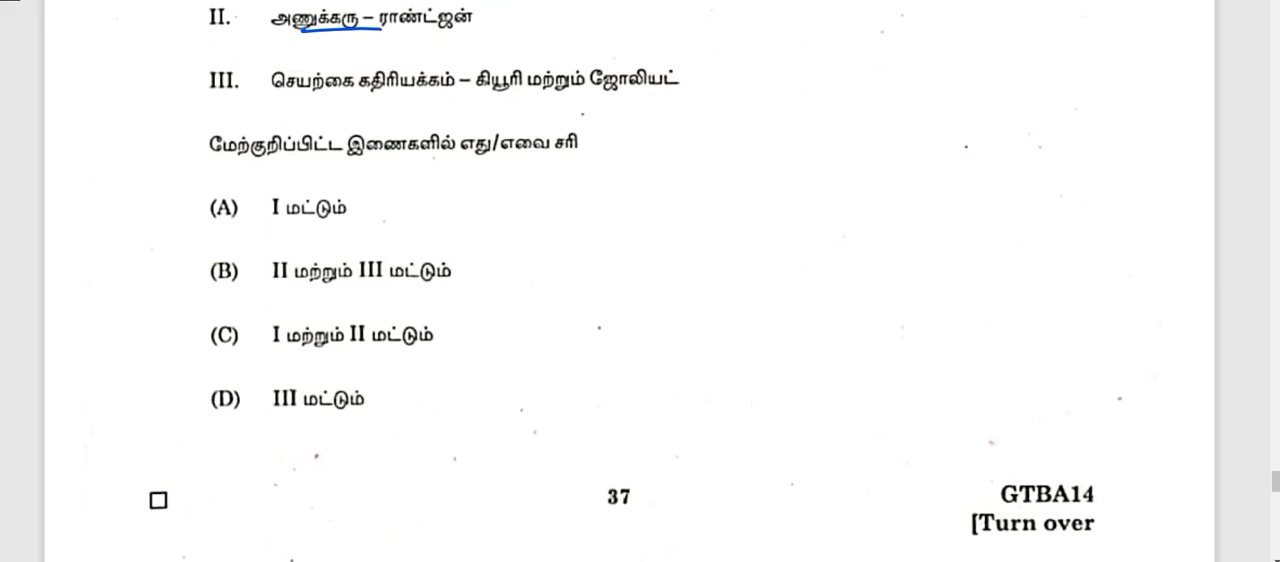 II. அணுக்கரு – ராண்ட்ஜன்
III. செயற்கை கதிரியக்கம் – கியூரி மற்றும் ஜோலியட்
மேற்குறிப்பிட்ட இணைகளில் எது/எவை சரி
(A) I மட்டும்
(B) II மற்றும் III மட்டும்
(C) I மற்றும் II மட்டும்
(D) III மட்டும்
37
GTBA14
[Turn over